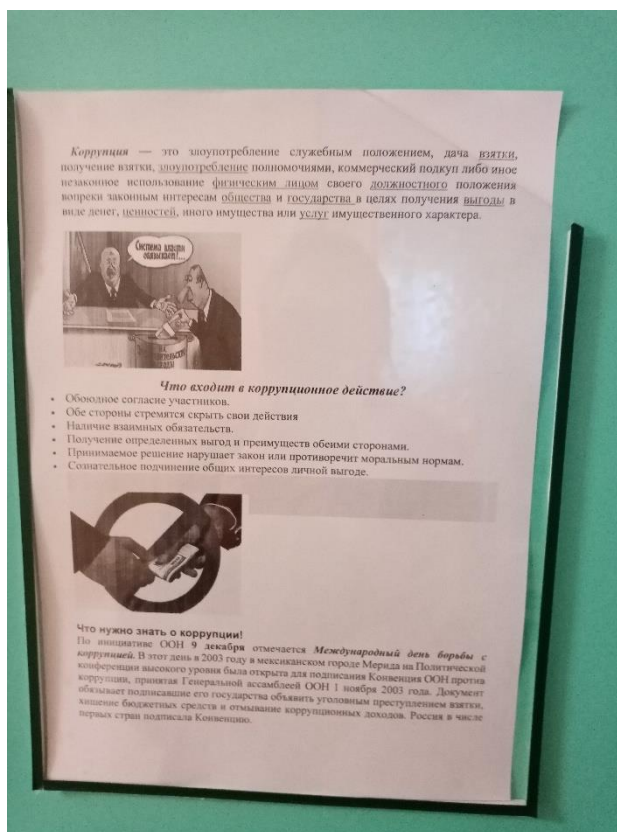 Коррупция — это злоупотребление служебным положением, дача взятки,
получение взятки, злоупотребление полномочиями, коммерческий подкуп либо иное
незаконное использование физическим лицом своего должностного положения
вопреки законным интересам общества и государства в целях получения выгоды в
виде денег, ценностей, иного имущества или услуг имущественного характера.
Система власти
обязывает!...
Что входит в коррупционное действие?
• Обоюдное согласие участников.
• Обе стороны стремятся скрыть свои действия
• Наличие взаимных обязательств.
• Получение определенных выгод и преимуществ обеими сторонами.
• Принимаемое решение нарушает закон или противоречит моральным нормам.
• Сознательное подчинение общих интересов личной выгоде.
Что нужно знать о коррупции!
По инициативе ООН 9 декабря отмечается Международный день борьбы с
коррупцией. В этот день в 2003 году в мексиканском городе Мерида на Политической
конференции высокого уровня была открыта для подписания Конвенция ООН против
коррупции, принятая Генеральной ассамблеей ООН 1 ноября 2003 года. Документ
обязывает подписавшие его государства объявить уголовным преступлением взятки,
хищение бюджетных средств и отмывание коррупционных доходов. Россия в числе
первых стран подписала Конвенцию.